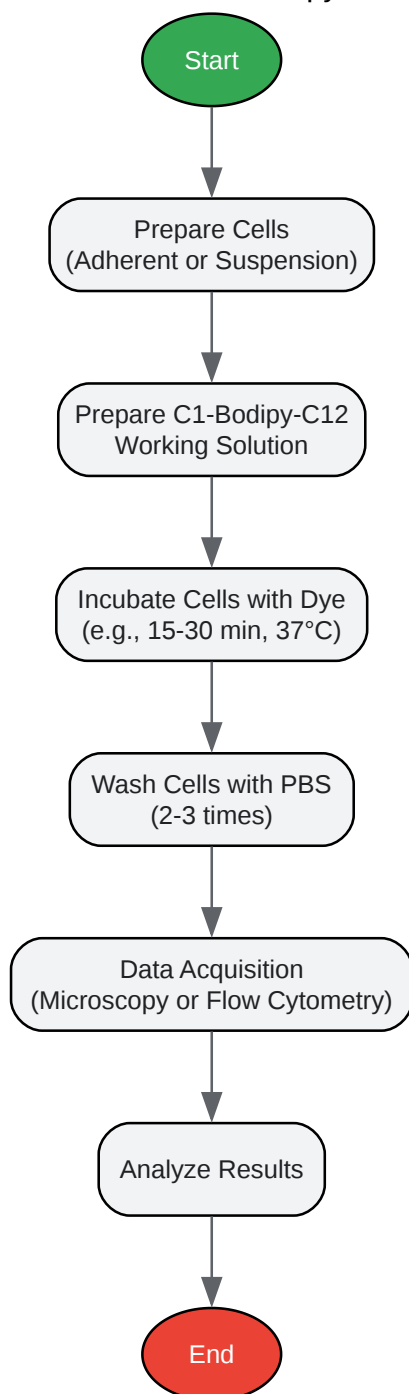 Start
Prepare Cells
(Adherent or Suspension)
Prepare C1-Bodipy-C12
Working Solution
Incubate Cells with Dye
(e.g., 15-30 min, 37°C)
Wash Cells with PBS
(2-3 times)
Data Acquisition
(Microscopy or Flow Cytometry)
Analyze Results
End